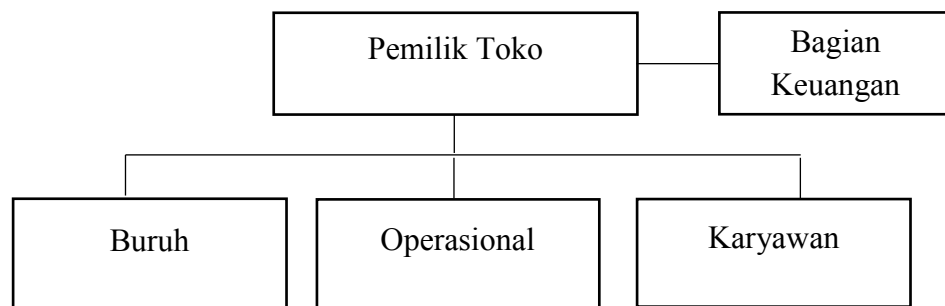 Pemilik Toko
Bagian
Keuangan
Buruh
Operasional
Karyawan